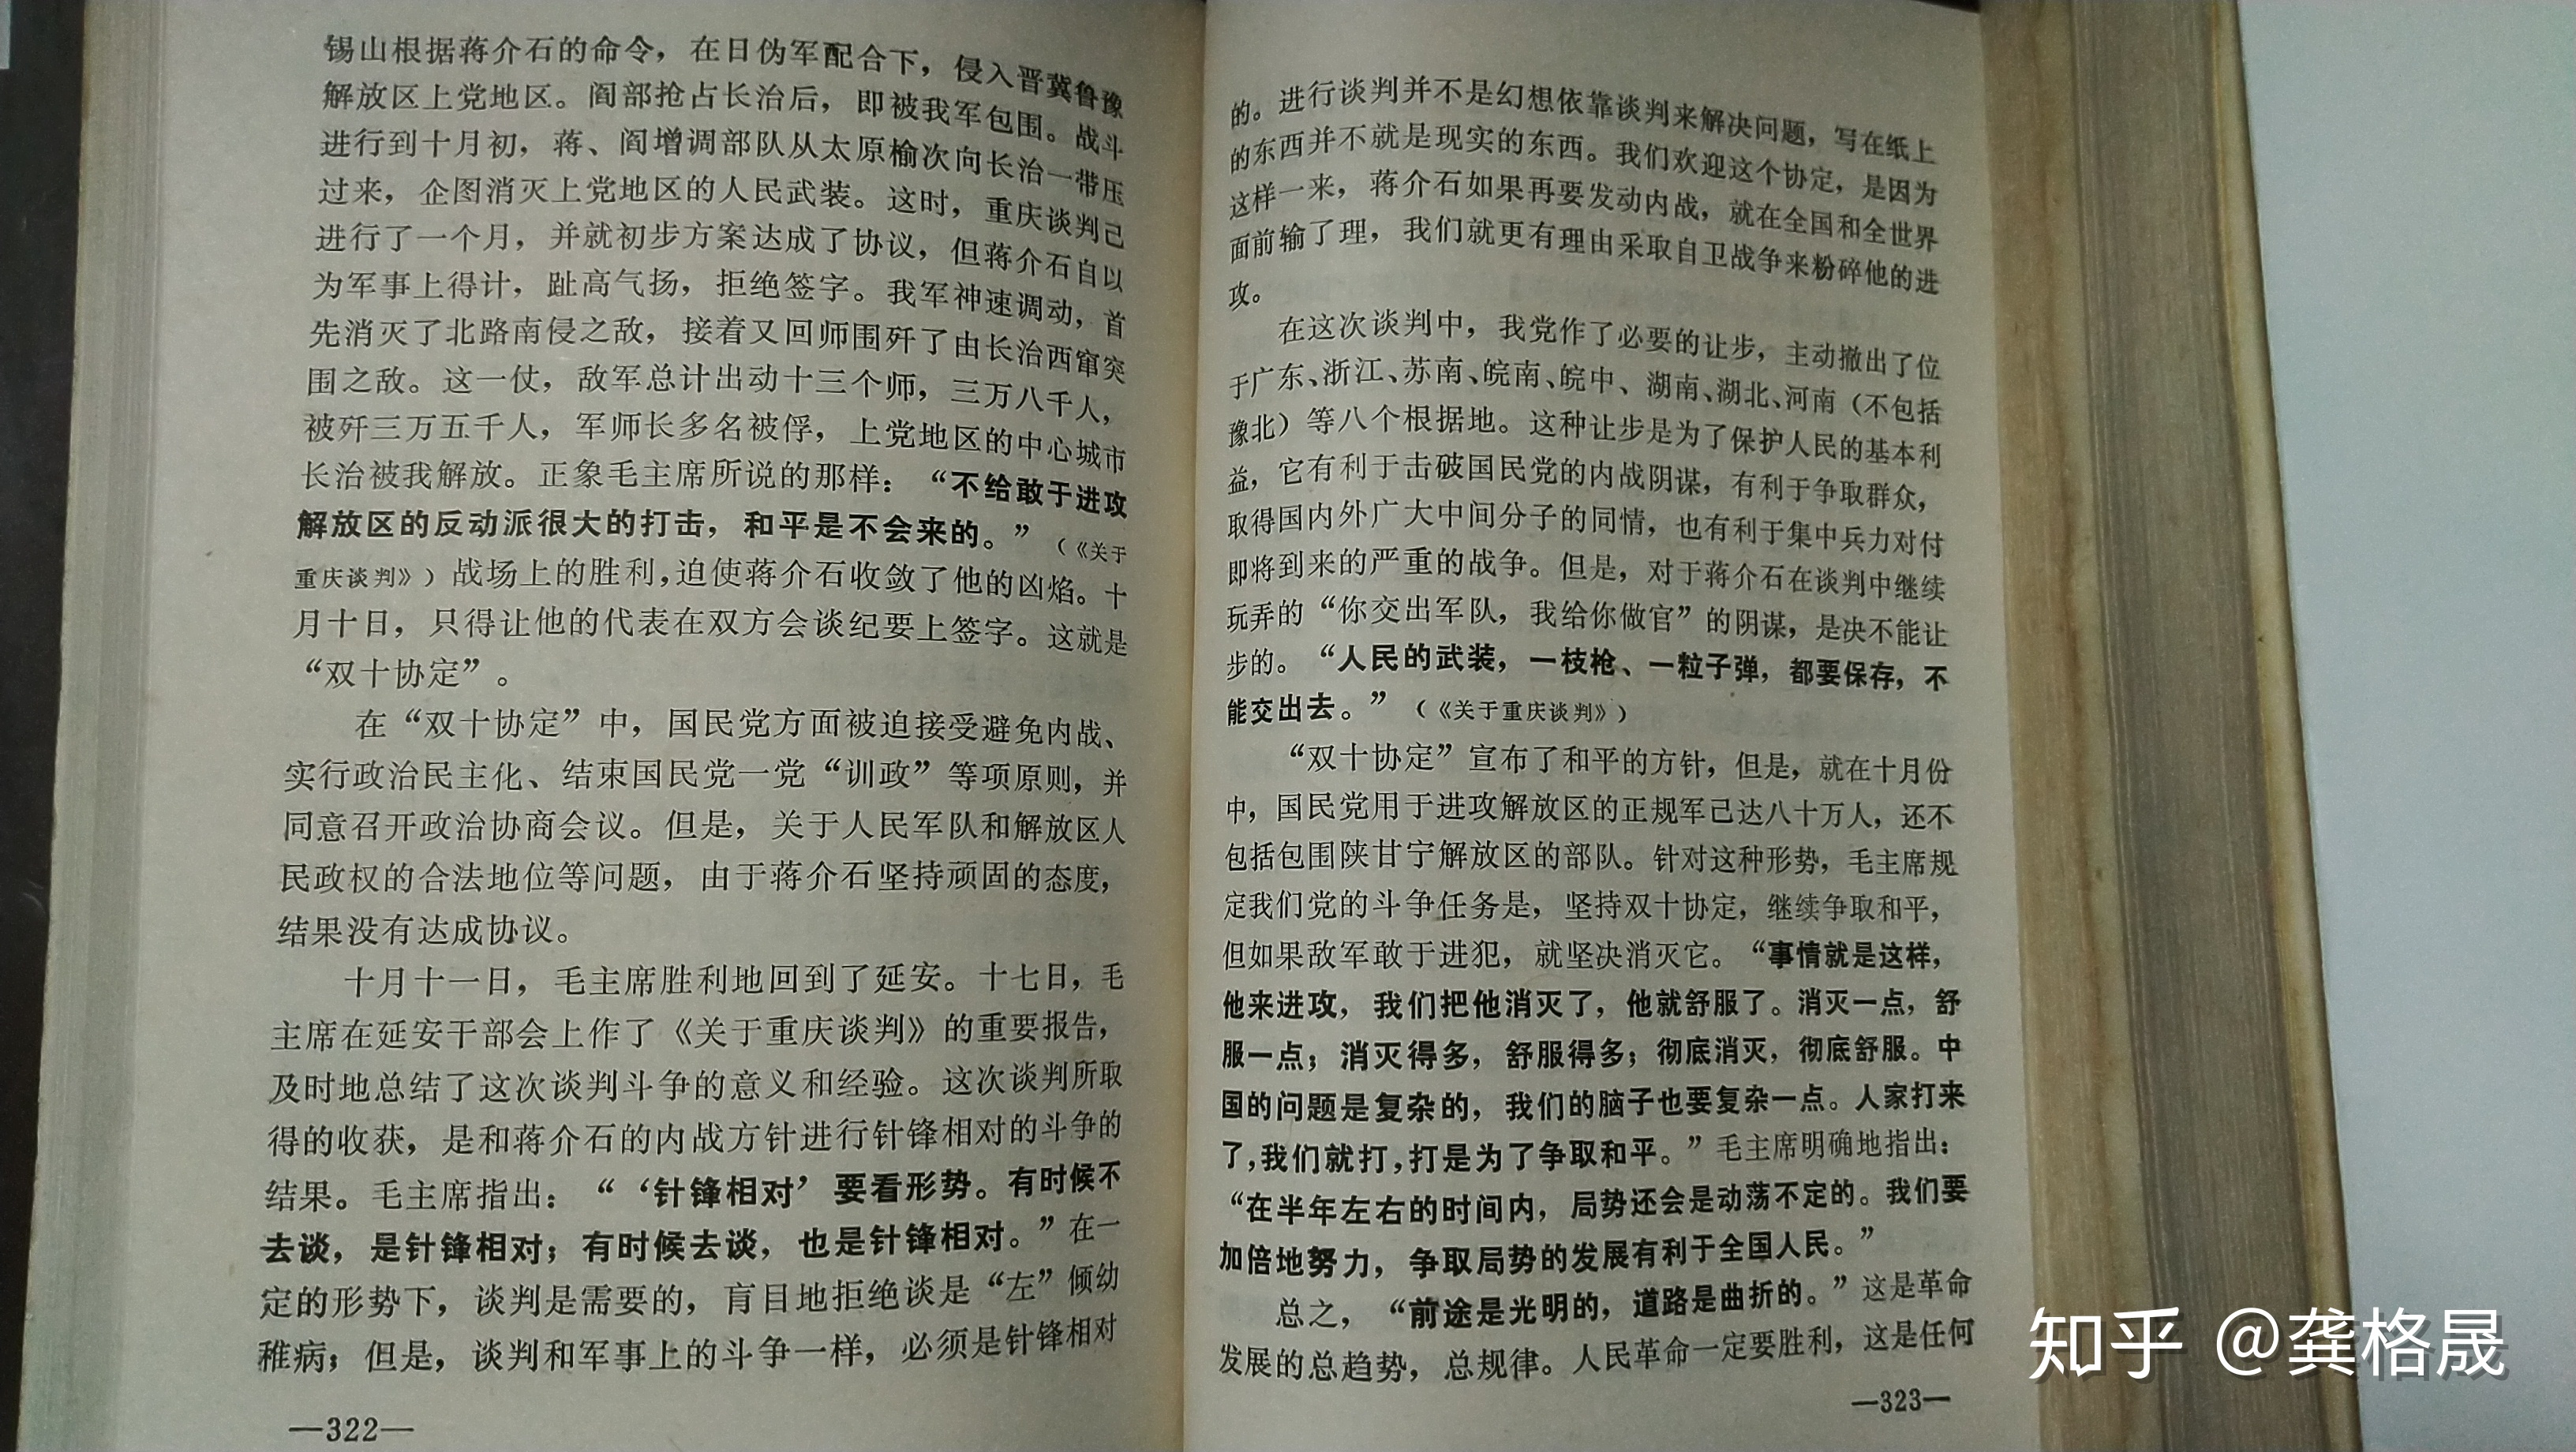 锡山根据蒋介石的命令，在日伪军配合下，侵入晋冀鲁豫
解放区上党地区。阎部抢占长治后，即被我军包围。战斗
进行到十月初，蒋、阎增调部队从太原榆次向长治一带压
过来，企图消灭上党地区的人民武装。这时，重庆谈判已
进行了一个月，并就初步方案达成了协议，但蒋介石自以
为军事上得计，趾高气扬，拒绝签字。我军神速调动，首
先消灭了北路南侵之敌，接着又回师围歼了由长治西窜突
围之敌。这一仗，敌军总计出动十三个师，三万八千人，
被歼三万五千人，军师长多名被俘，上党地区的中心城市
长治被我解放。正象毛主席所说的那样：“不给敢于进攻
解放区的反动派很大的打击，和平是不会来的。”（《关于
重庆谈判》）战场上的胜利，迫使蒋介石收敛了他的凶焰。十
月十日，只得让他的代表在双方会谈纪要上签字。这就是
“双十协定”。
在“双十协定”中，国民党方面被迫接受避免内战、
实行政治民主化、结束国民党一党“训政”等项原则，并
同意召开政治协商会议。但是，关于人民军队和解放区人
民政权的合法地位等问题，由于蒋介石坚持顽固的态度，
结果没有达成协议。
十月十一日，毛主席胜利地回到了延安。十七日，毛
主席在延安干部会上作了《关于重庆谈判》的重要报告，
及时地总结了这次谈判斗争的意义和经验。这次谈判所取
得的收获，是和蒋介石的内战方针进行针锋相对的斗争的
结果。毛主席指出：“‘针锋相对’要看形势。有时候不
去谈，是针锋相对；有时候去谈，也是针锋相对。”在一
定的形势下，谈判是需要的，盲目地拒绝谈是“左”倾幼
稚病；但是，谈判和军事上的斗争一样，必须是针锋相对
—322—
的。进行谈判并不是幻想依靠谈判来解决问题，写在纸上
的东西并不就是现实的东西。我们欢迎这个协定，是因为
这样一来，蒋介石如果再要发动内战，就在全国和全世界
面前输了理，我们就更有理由采取自卫战争来粉碎他的进
攻。
在这次谈判中，我党作了必要的让步，主动撤出了位
于广东、浙江、苏南、皖南、皖中、湖南、湖北、河南（不包括
豫北）等八个根据地。这种让步是为了保护人民的基本利
益，它有利于击破国民党的内战阴谋，有利于争取群众，
取得国内外广大中间分子的同情，也有利于集中兵力对付
即将到来的严重的战争。但是，对于蒋介石在谈判中继续
玩弄的“你交出军队，我给你做官”的阴谋，是决不能让
步的。“人民的武装，一枝枪、一粒子弹，都要保存，不
能交出去。”（《关于重庆谈判》）
“双十协定”宣布了和平的方针，但是，就在十月份
中，国民党用于进攻解放区的正规军已达八十万人，还不
包括包围陕甘宁解放区的部队。针对这种形势，毛主席规
定我们党的斗争任务是，坚持双十协定，继续争取和平，
但如果敌军敢于进犯，就坚决消灭它。“事情就是这样，
他来进攻，我们把他消灭了，他就舒服了。消灭一点，舒
服一点；消灭得多，舒服得多；彻底消灭，彻底舒服。中
国的问题是复杂的，我们的脑子也要复杂一点。人家打来
了，我们就打，打是为了争取和平。”毛主席明确地指出：
“在半年左右的时间内，局势还会是动荡不定的。我们要
加倍地努力，争取局势的发展有利于全国人民。”
总之，“前途是光明的，道路是曲折的。”这是革命
发展的总趋势，总规律。人民革命一定要胜利，这是任何
—323—
知乎 @龚格晟